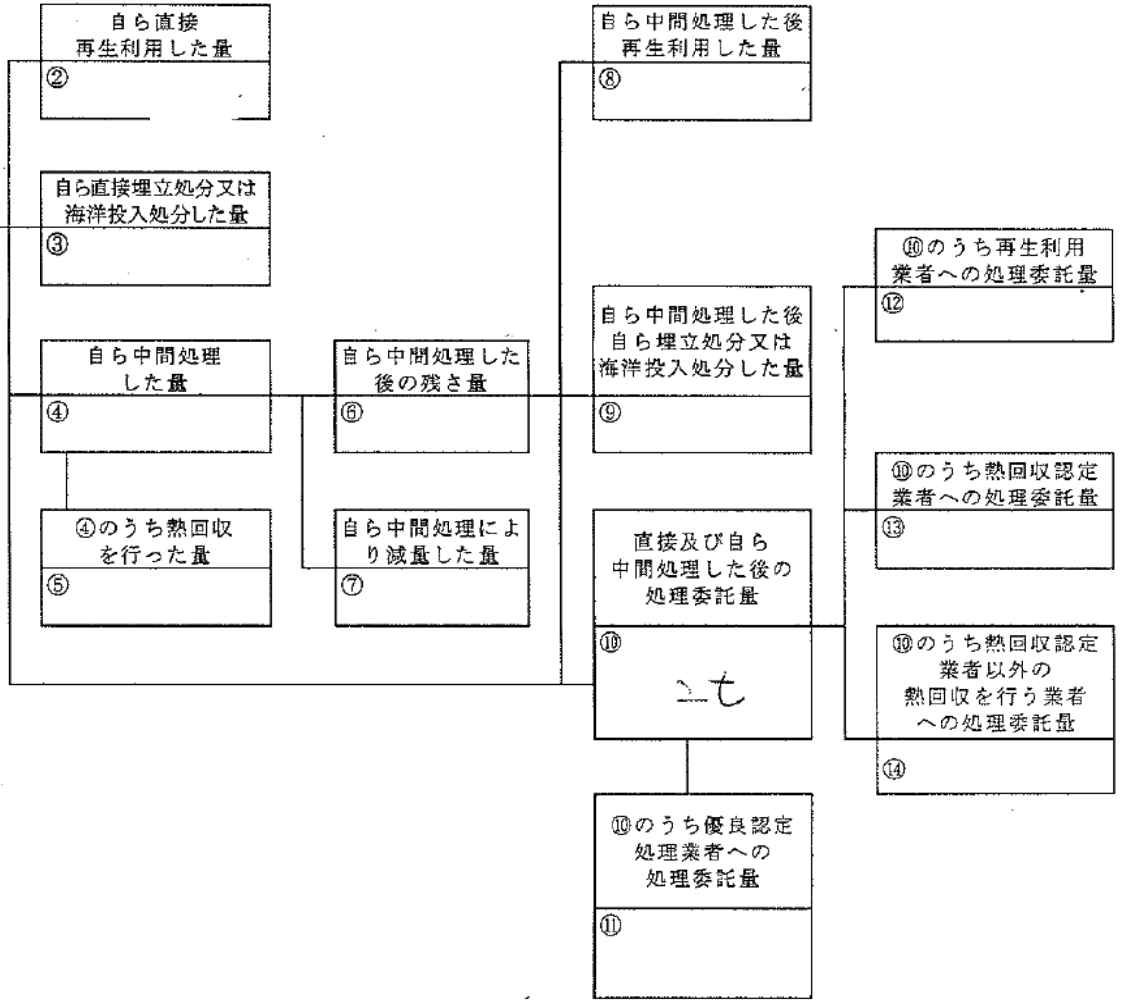 自ら直接
再生利用した量
②
自ら直接埋立処分又は
海洋投入処分した量
③
自ら中間処理
した量
④
④のうち熱回収
を行った量
⑤
自ら中間処理した
後の残さ量
⑥
自ら中間処理によ
り減量した量
⑦
自ら中間処理した後
再生利用した量
⑧
自ら中間処理した後
自ら埋立処分又は
海洋投入処分した量
⑨
直接及び自ら
中間処理した後の
処理委託量
⑩
⑩のうち優良認定
処理業者への
処理委託量
⑪
⑩のうち再生利用
業者への処理委託量
⑫
⑩のうち熱回収認定
業者への処理委託量
⑬
⑩のうち熱回収認定
業者以外の
熱回収を行う業者
への処理委託量
⑭